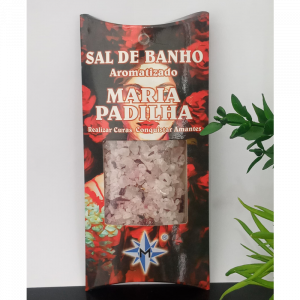 SAL DE BANHO
Aromatizado
MARIA
PADILHA
Realizar Curas Conquistar Amantes
M
®